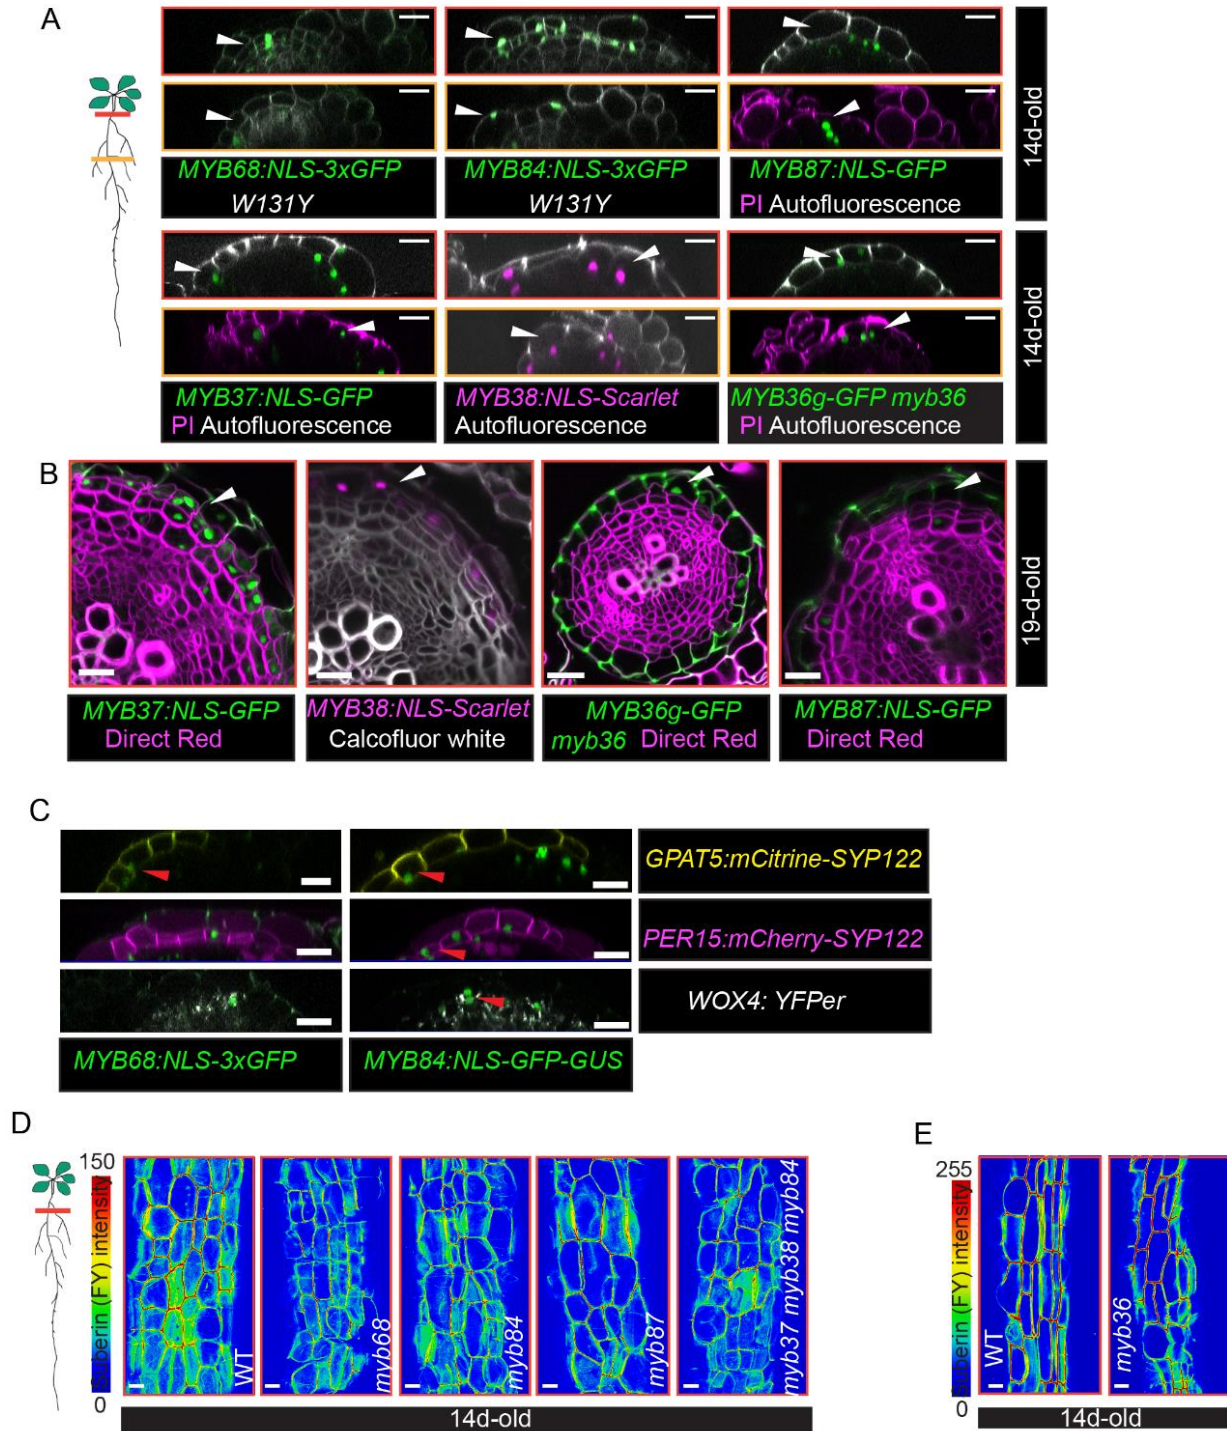 A
MYB68:NLS-3xGFP
W131Y
MYB84:NLS-3xGFP
W131Y
MYB87:NLS-GFP
PI Autofluorescence
14d-old
MYB37:NLS-GFP
PI Autofluorescence
MYB38:NLS-Scarlet
Autofluorescence
MYB36g-GFP myb36
PI Autofluorescence
14d-old
B
MYB37:NLS-GFP
Direct Red
MYB38:NLS-Scarlet
Calcofluor white
MYB36g-GFP
myb36 Direct Red
MYB87:NLS-GFP
Direct Red
19-d-old
C
GPAT5:mCitrine-SYP122
PER15:mCherry-SYP122
WOX4: YFPer
MYB68:NLS-3xGFP
MYB84:NLS-GFP-GUS
D
150
Suberin (FY) intensity
0
WT
myb68
myb84
myb87
myb37 myb38 myb84
14d-old
E
255
Suberin (FY) intensity
0
WT
myb36
14d-old